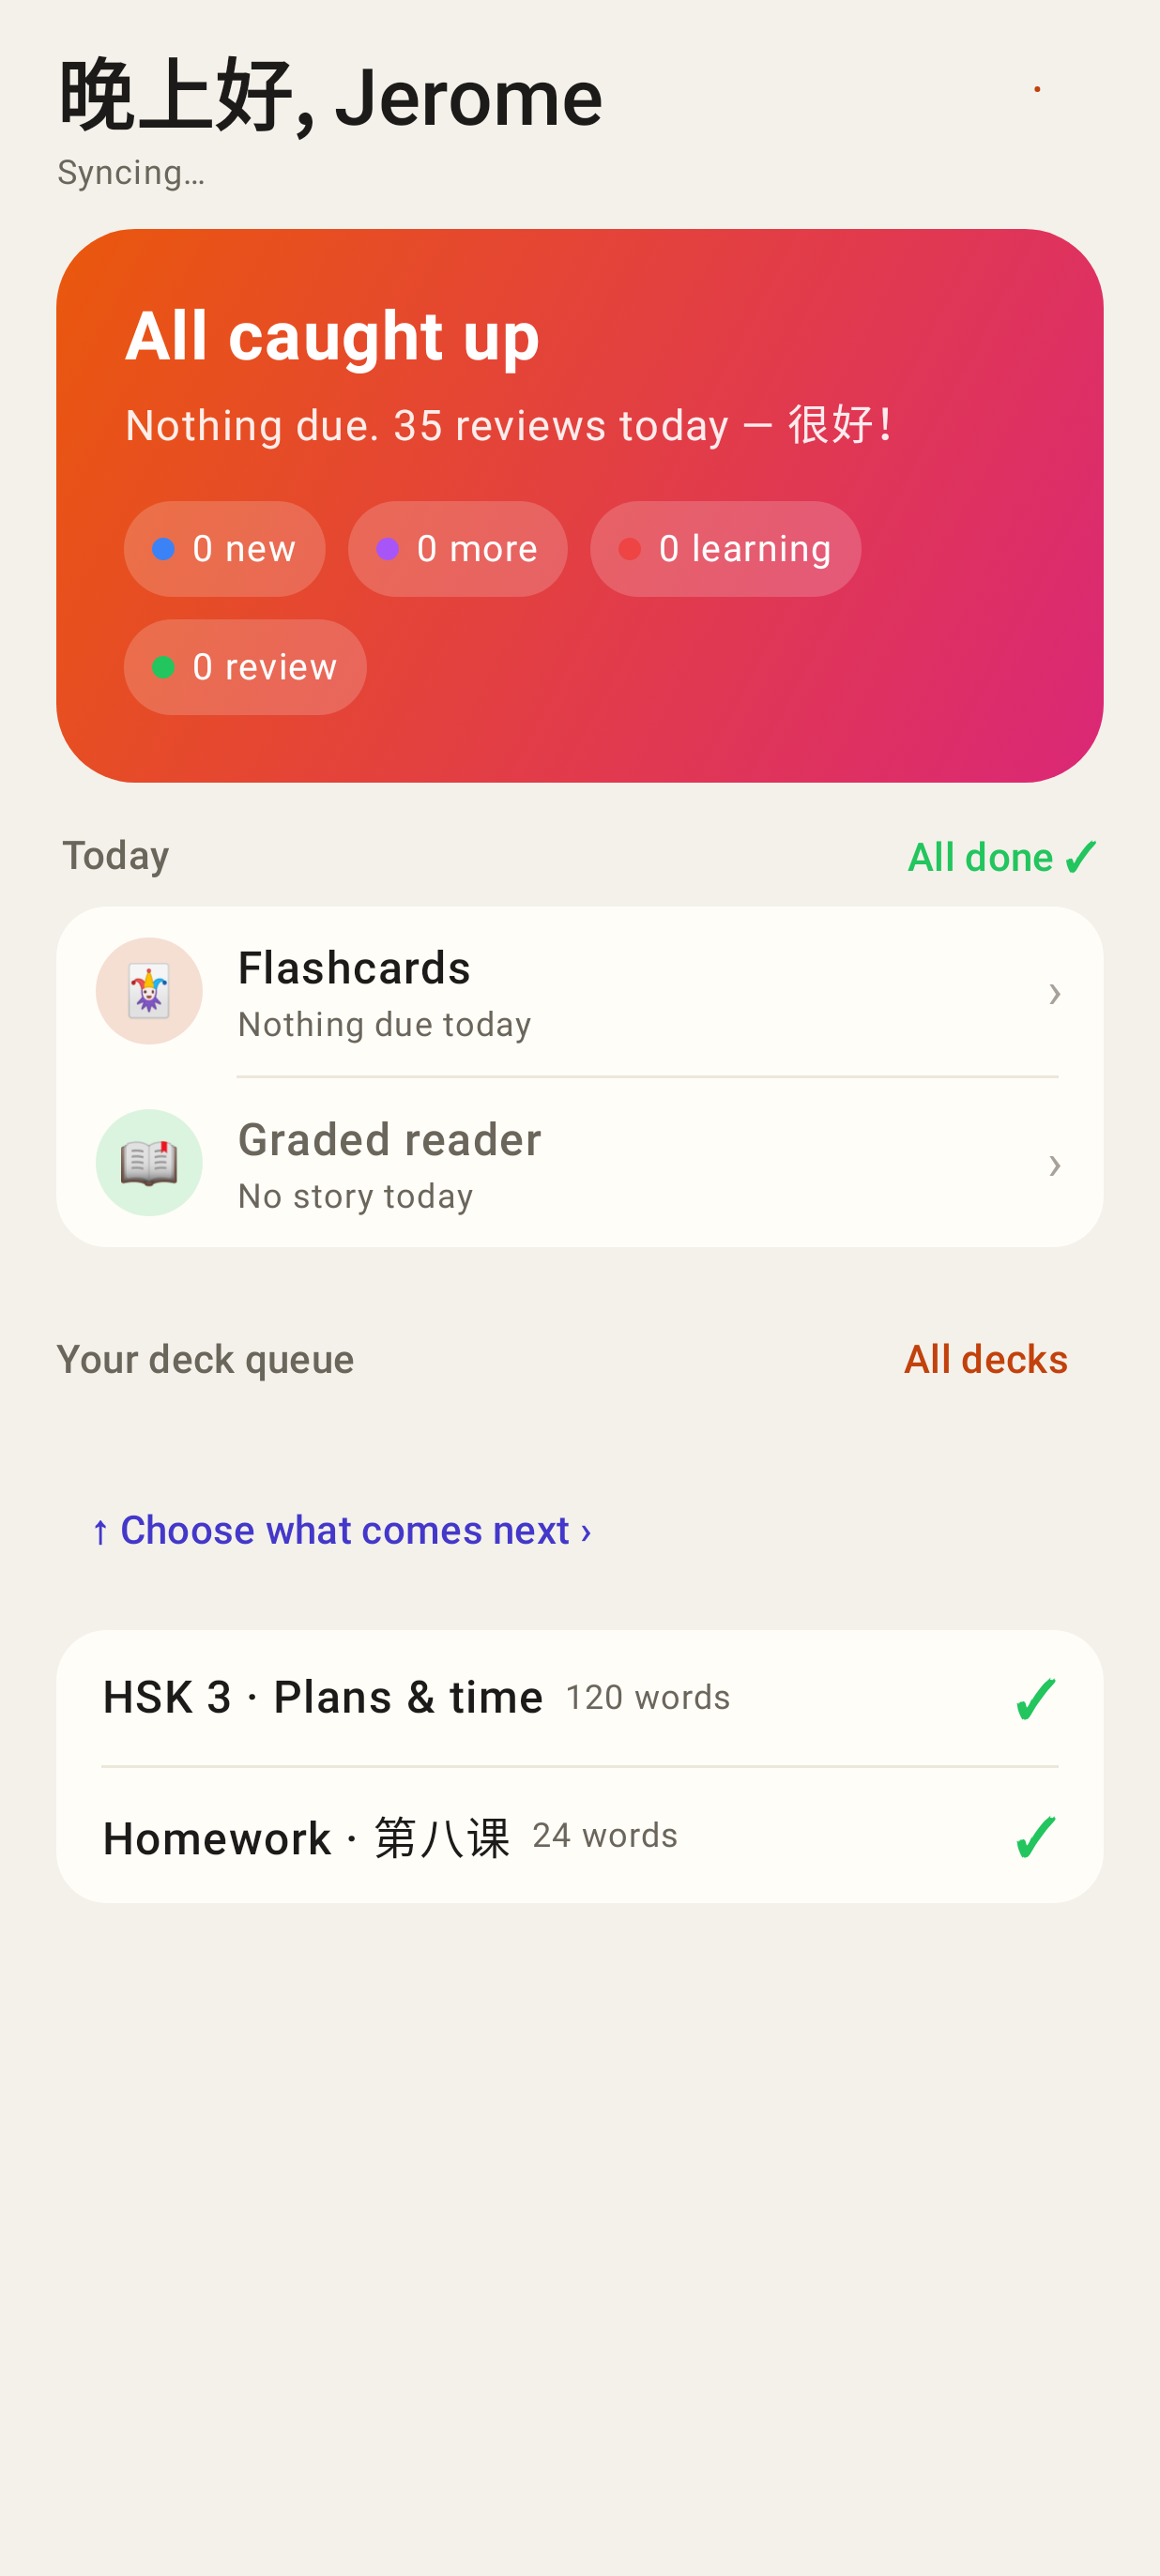 晚上好, Jerome
Syncing…
All caught up
Nothing due. 35 reviews today — 很好!
0 new
0 more
0 learning
0 review
Today
All done ✓
Flashcards
Nothing due today
›
Graded reader
No story today
›
Your deck queue
All decks
↑ Choose what comes next ›
HSK 3 · Plans & time 120 words ✓
Homework · 第八课 24 words ✓